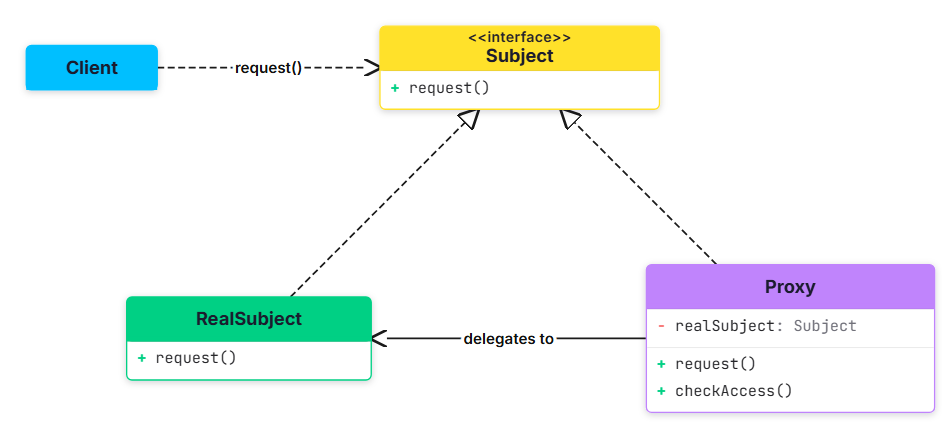 Client
request()
<<interface>>
Subject
+ request()
RealSubject
+ request()
delegates to
Proxy
- realSubject: Subject
+ request()
+ checkAccess()